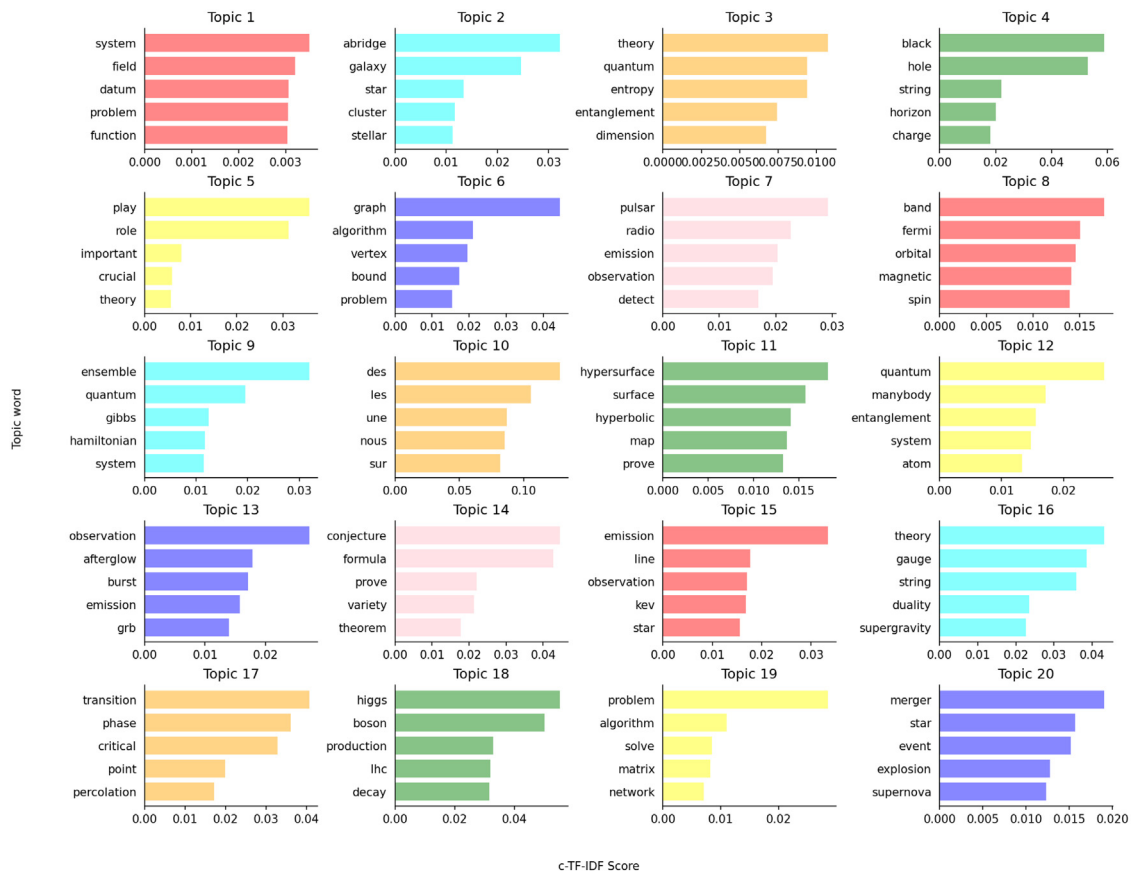 Topic 1
system
field
datum
problem
function
0.000 0.001 0.002 0.003
Topic 2
abridge
galaxy
star
cluster
stellar
0.00 0.01 0.02 0.03
Topic 3
theory
quantum
entropy
entanglement
dimension
0.0000 0.0025 0.0050 0.0075 0.0100
Topic 4
black
hole
string
horizon
charge
0.00 0.02 0.04 0.06
Topic 5
play
role
important
crucial
theory
0.00 0.01 0.02 0.03
Topic 6
graph
algorithm
vertex
bound
problem
0.00 0.01 0.02 0.03 0.04
Topic 7
pulsar
radio
emission
observation
detect
0.00 0.01 0.02 0.03
Topic 8
band
fermi
orbital
magnetic
spin
0.000 0.005 0.010 0.015
Topic 9
ensemble
quantum
gibbs
hamiltonian
system
0.00 0.01 0.02 0.03
Topic 10
des
les
une
nous
sur
0.00 0.05 0.10
Topic 11
hypersurface
surface
hyperbolic
map
prove
0.000 0.005 0.010 0.015
Topic 12
quantum
manybody
entanglement
system
atom
0.00 0.01 0.02
Topic word
Topic 13
observation
afterglow
burst
emission
grb
0.00 0.01 0.02
Topic 14
conjecture
formula
prove
variety
theorem
0.00 0.01 0.02 0.03 0.04
Topic 15
emission
line
observation
kev
star
0.00 0.01 0.02 0.03
Topic 16
theory
gauge
string
duality
supergravity
0.00 0.01 0.02 0.03 0.04
Topic 17
transition
phase
critical
point
percolation
0.00 0.01 0.02 0.03 0.04
Topic 18
higgs
boson
production
lhc
decay
0.00 0.02 0.04
Topic 19
problem
algorithm
solve
matrix
network
0.00 0.01 0.02
Topic 20
merger
star
event
explosion
supernova
0.000 0.005 0.010 0.015 0.020
c-TF-IDF Score